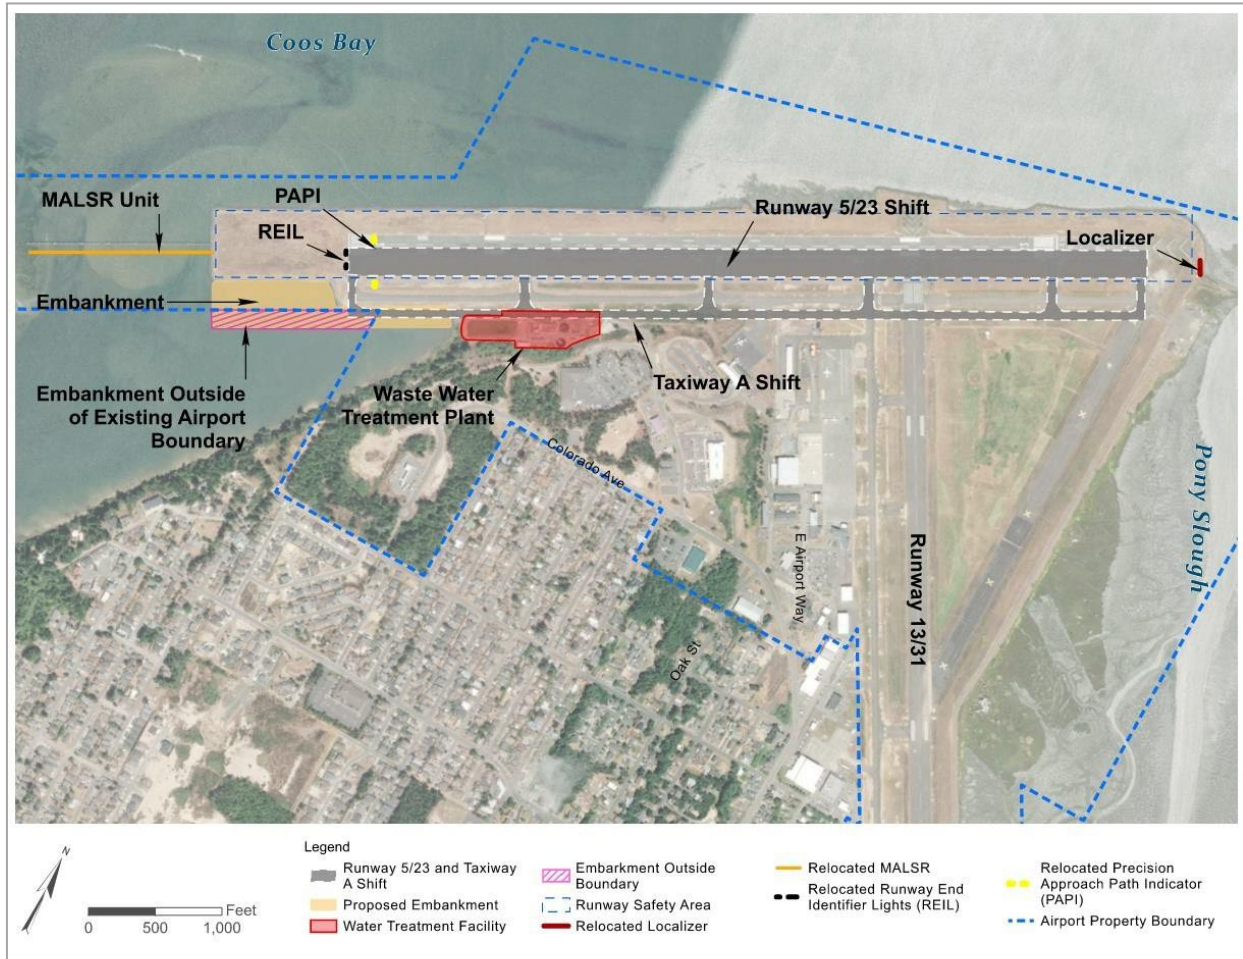 Coos Bay
MALSR Unit
PAPI
REIL
Runway 5/23 Shift
Localizer
Embankment
Embankment Outside
of Existing Airport
Boundary
Waste Water
Treatment Plant
Taxiway A Shift
Colorado Ave
E Airport Way
Runway 13/31
Oak St
Pony Slough
N
Feet
0
500
1,000
Legend
Runway 5/23 and Taxiway
A Shift
Proposed Embankment
Water Treatment Facility
Embarkment Outside
Boundary
Runway Safety Area
Relocated Localizer
Relocated MALSR
Relocated Runway End
Identifier Lights (REIL)
Relocated Precision
Approach Path Indicator
(PAPI)
Airport Property Boundary